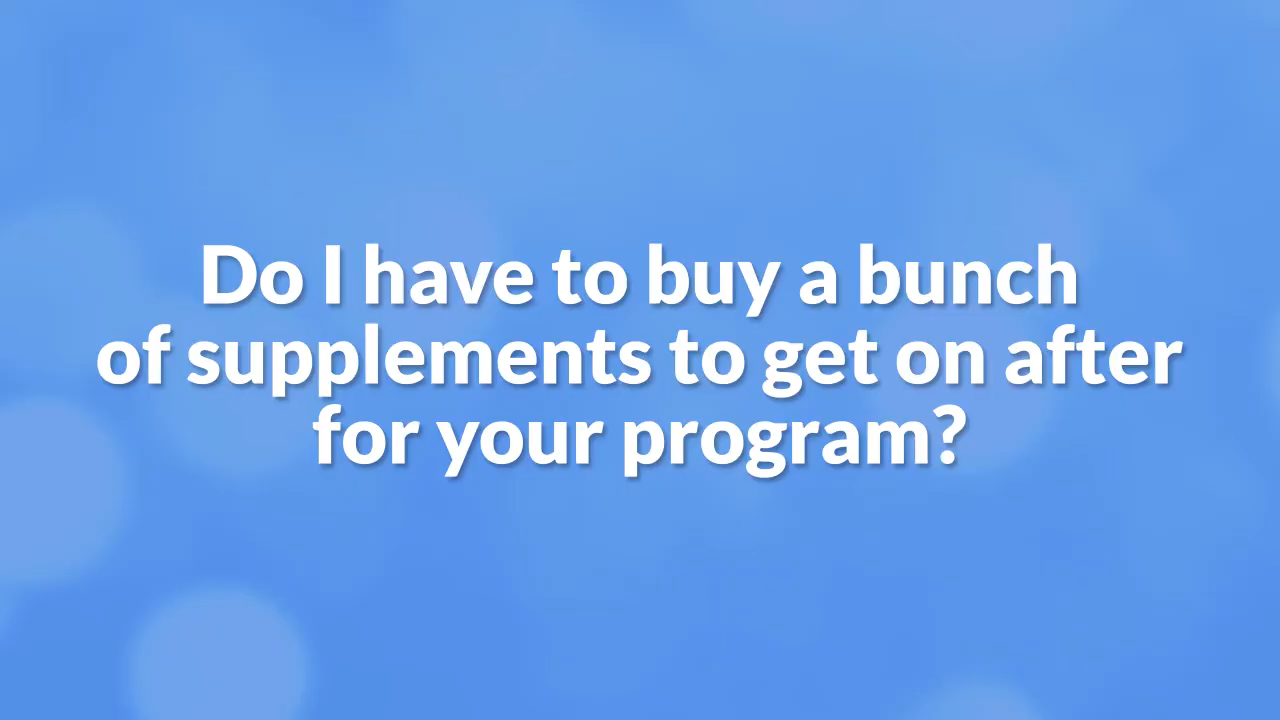 Do I have to buy a bunch
of supplements to get on after
for your program?